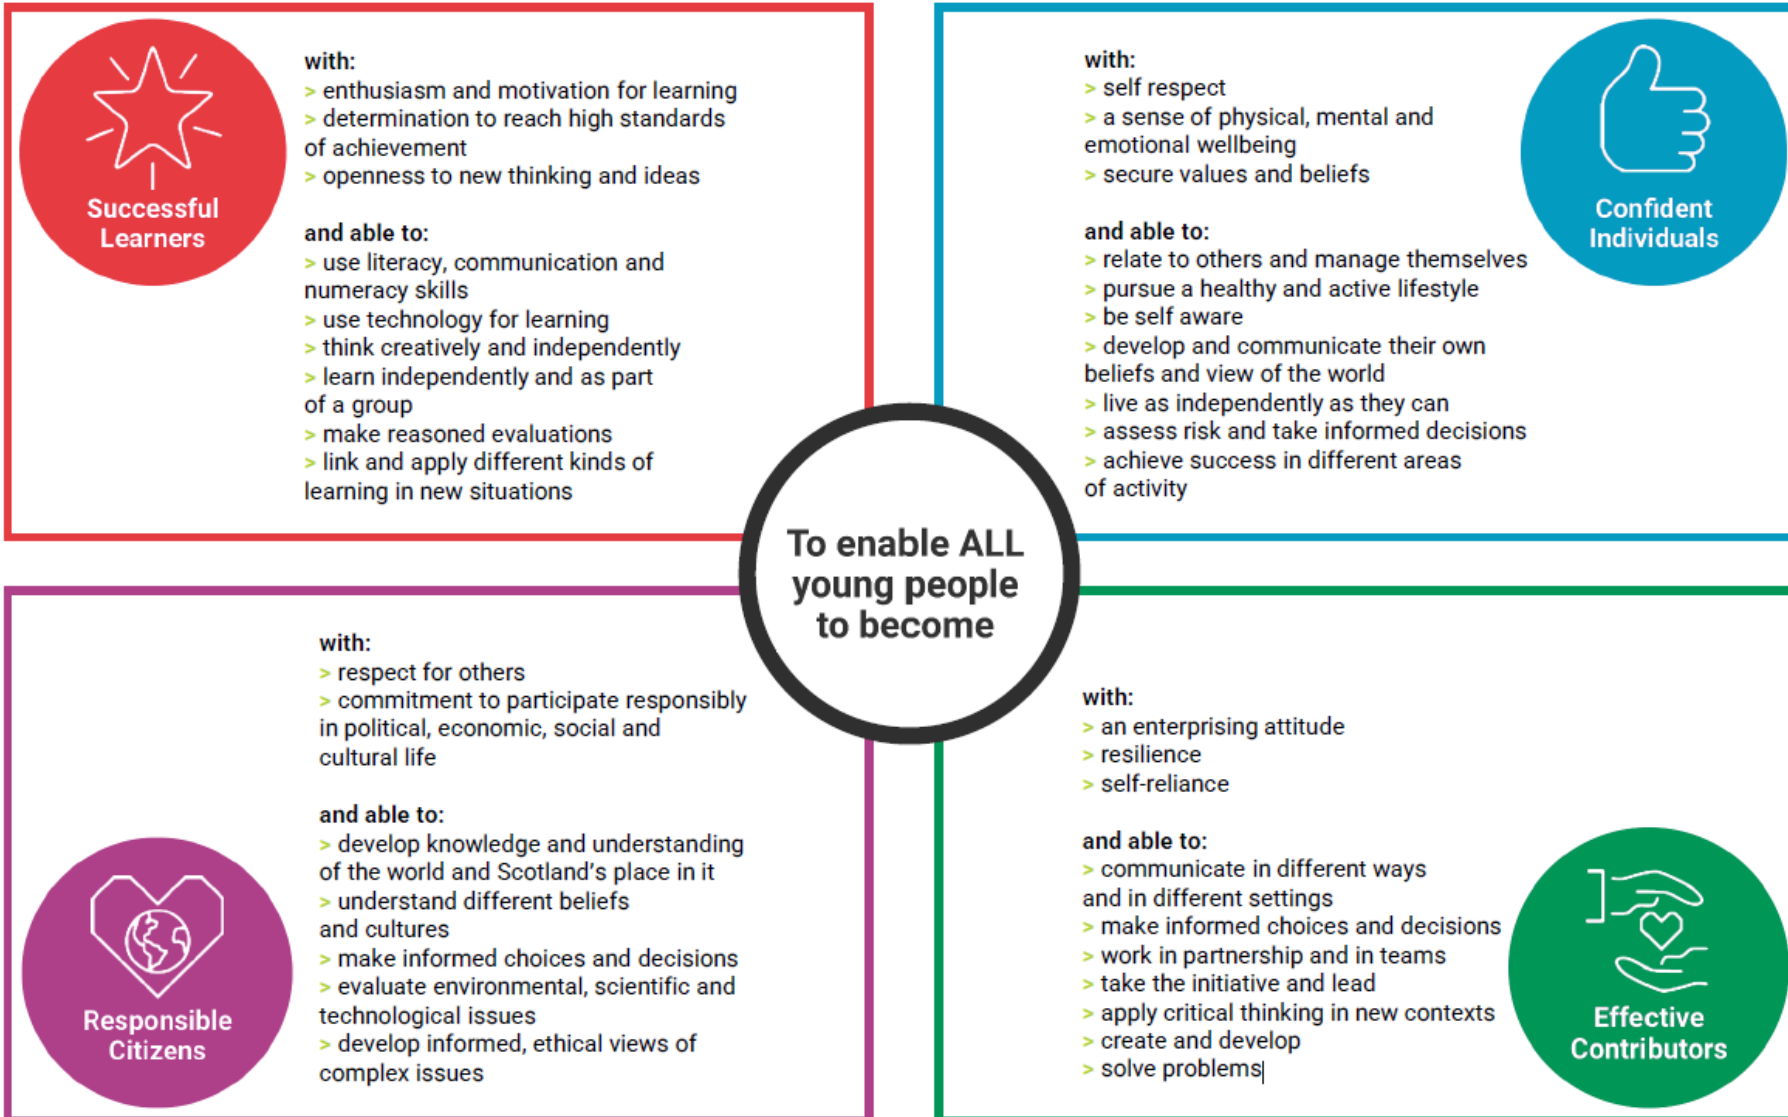 Successful
Learners
with:
> enthusiasm and motivation for learning
> determination to reach high standards
of achievement
> openness to new thinking and ideas
and able to:
> use literacy, communication and
numeracy skills
> use technology for learning
> think creatively and independently
> learn independently and as part
of a group
> make reasoned evaluations
> link and apply different kinds of
learning in new situations
with:
> self respect
> a sense of physical, mental and
emotional wellbeing
> secure values and beliefs
and able to:
> relate to others and manage themselves
> pursue a healthy and active lifestyle
> be self aware
> develop and communicate their own
beliefs and view of the world
> live as independently as they can
> assess risk and take informed decisions
> achieve success in different areas
of activity
Confident
Individuals
To enable ALL
young people
to become
with:
> respect for others
> commitment to participate responsibly
in political, economic, social and
cultural life
and able to:
> develop knowledge and understanding
of the world and Scotland's place in it
> understand different beliefs
and cultures
> make informed choices and decisions
> evaluate environmental, scientific and
technological issues
> develop informed, ethical views of
complex issues
Responsible
Citizens
with:
> an enterprising attitude
> resilience
> self-reliance
and able to:
> communicate in different ways
and in different settings
> make informed choices and decisions
> work in partnership and in teams
> take the initiative and lead
> apply critical thinking in new contexts
> create and develop
> solve problems
Effective
Contributors